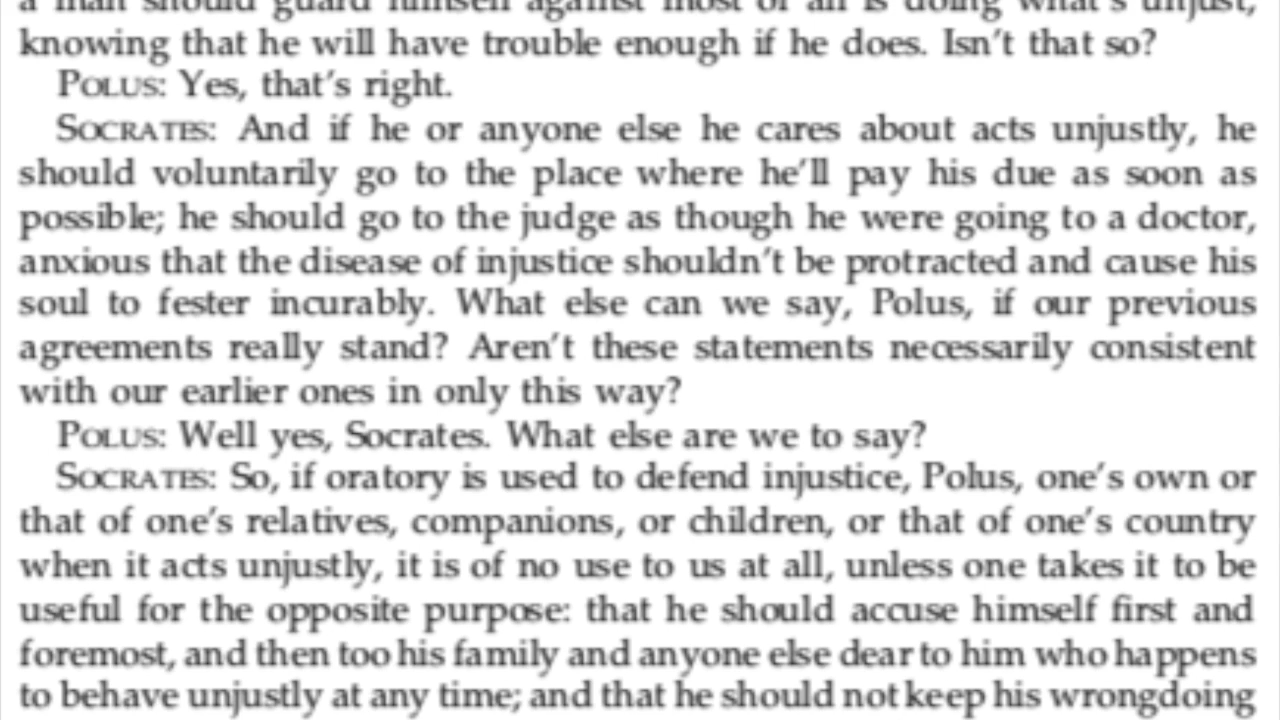 a man should guard himself against most of all is doing what's unjust,
knowing that he will have trouble enough if he does. Isn't that so?
POLUS: Yes, that's right.
SOCRATES: And if he or anyone else he cares about acts unjustly, he
should voluntarily go to the place where he'll pay his due as soon as
possible; he should go to the judge as though he were going to a doctor,
anxious that the disease of injustice shouldn't be protracted and cause his
soul to fester incurably. What else can we say, Polus, if our previous
agreements really stand? Aren't these statements necessarily consistent
with our earlier ones in only this way?
POLUS: Well yes, Socrates. What else are we to say?
SOCRATES: So, if oratory is used to defend injustice, Polus, one's own or
that of one's relatives, companions, or children, or that of one's country
when it acts unjustly, it is of no use to us at all, unless one takes it to be
useful for the opposite purpose: that he should accuse himself first and
foremost, and then too his family and anyone else dear to him who happens
to behave unjustly at any time; and that he should not keep his wrongdoing